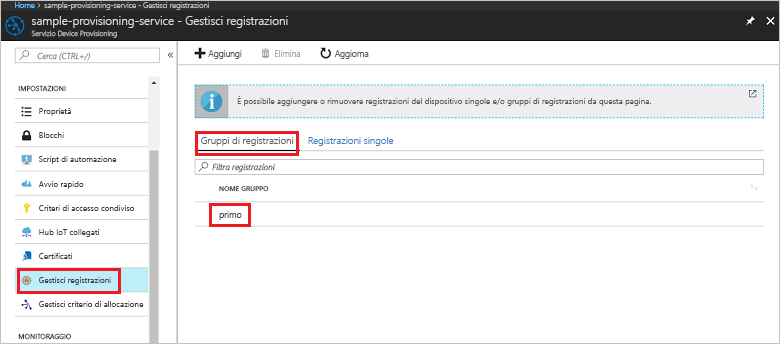 Home > sample-provisioning-service - Gestisci registrazioni
sample-provisioning-service - Gestisci registrazioni
Servizio Device Provisioning
Cerca (CTRL+/)
IMPOSTAZIONI
Proprietà
Blocchi
Script di automazione
Avvio rapido
Criteri di accesso condiviso
Hub IoT collegati
Certificati
Gestisci registrazioni
Gestisci criterio di allocazione
MONITORAGGIO
Aggiungi Elimina Aggiorna
È possibile aggiungere o rimuovere registrazioni del dispositivo singole e/o gruppi di registrazioni da questa pagina.
Gruppi di registrazioni Registrazioni singole
Filtra registrazioni
NOME GRUPPO
primo